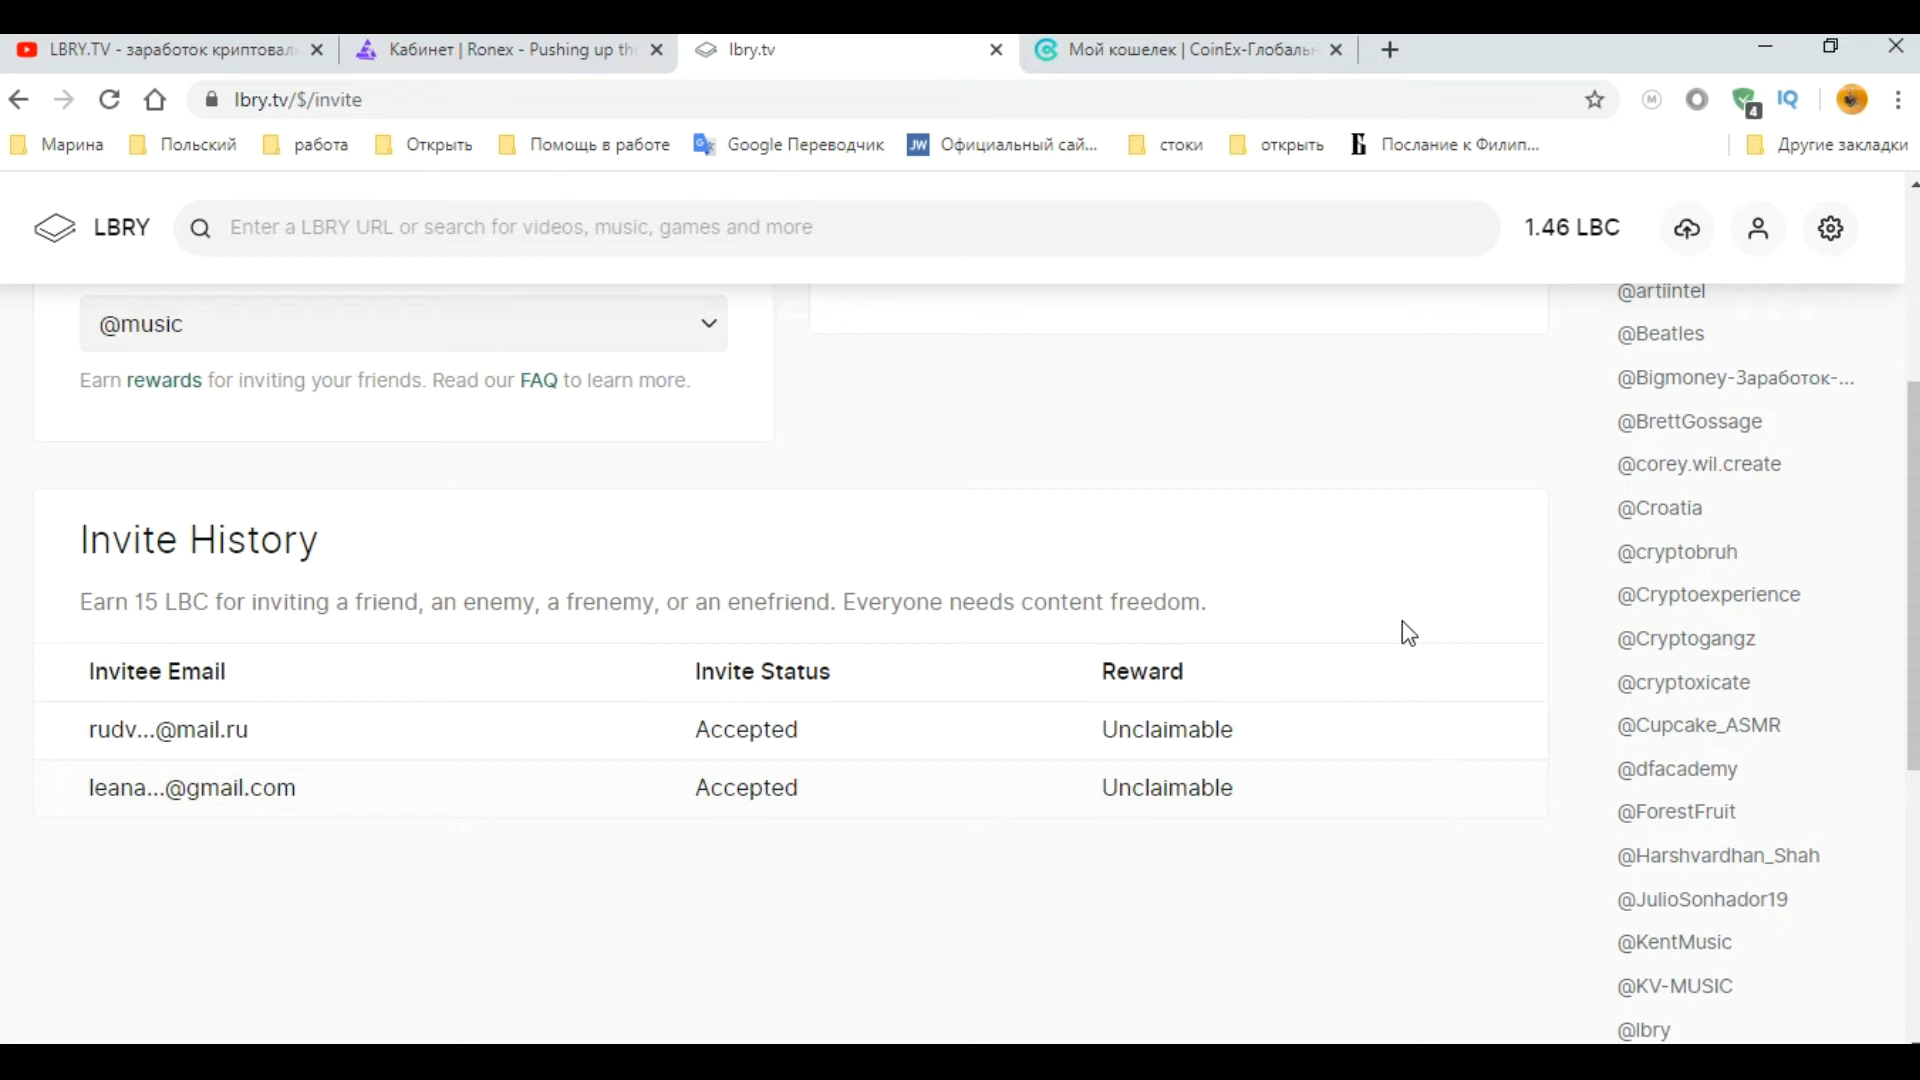 LBRY.TV - заработок криптовал
Кабинет | Ronex - Pushing up th
lbry.tv
Мой кошелек | CoinEx-Глобаль
lbry.tv/$/invite
4
IQ
Марина
Польский
работа
Открыть
Помощь в работе
Google Переводчик
JW
Официальный сай...
стоки
открыть
Послание к Филип...
Другие закладки
LBRY
Enter a LBRY URL or search for videos, music, games and more
1.46 LBC
@music
Earn rewards for inviting your friends. Read our FAQ to learn more.
Invite History
Earn 15 LBC for inviting a friend, an enemy, a frenemy, or an enefriend. Everyone needs content freedom.
Invitee Email Invite Status Reward
rudv...@mail.ru Accepted Unclaimable
leana...@gmail.com Accepted Unclaimable
@artiintel
@Beatles
@Bigmoney-Заработок-...
@BrettGossage
@corey.wil.create
@Croatia
@cryptobruh
@Cryptoexperience
@Cryptogangz
@cryptoxicate
@Cupcake_ASMR
@dfacademy
@ForestFruit
@Harshvardhan_Shah
@JulioSonhador19
@KentMusic
@KV-MUSIC
@lbry